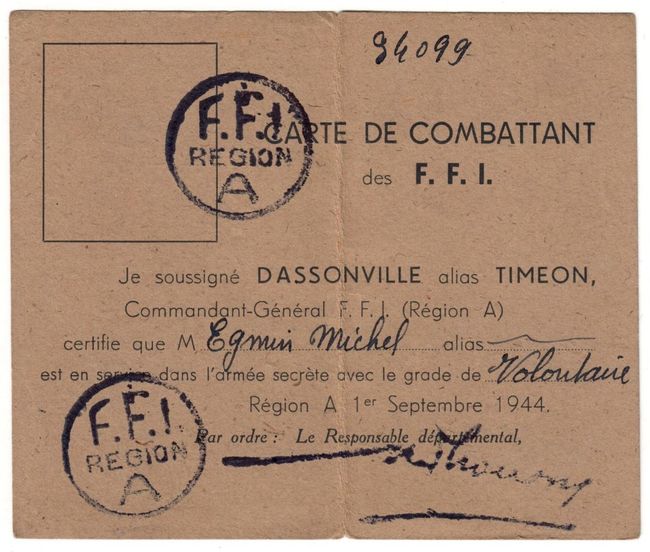 94099
F.F.I.
REGION
A
CARTE DE COMBATTANT
des F. F. I.
Je soussigné DASSONVILLE alias TIMEON,
Commandant-Général F. F. I. (Région A)
certifie que M Egmin Michel alias
est en service dans l'armée secrète avec le grade de Volontaire
Région A 1er Septembre 1944.
Par ordre : Le Responsable départemental,
F.F.I.
REGION
A